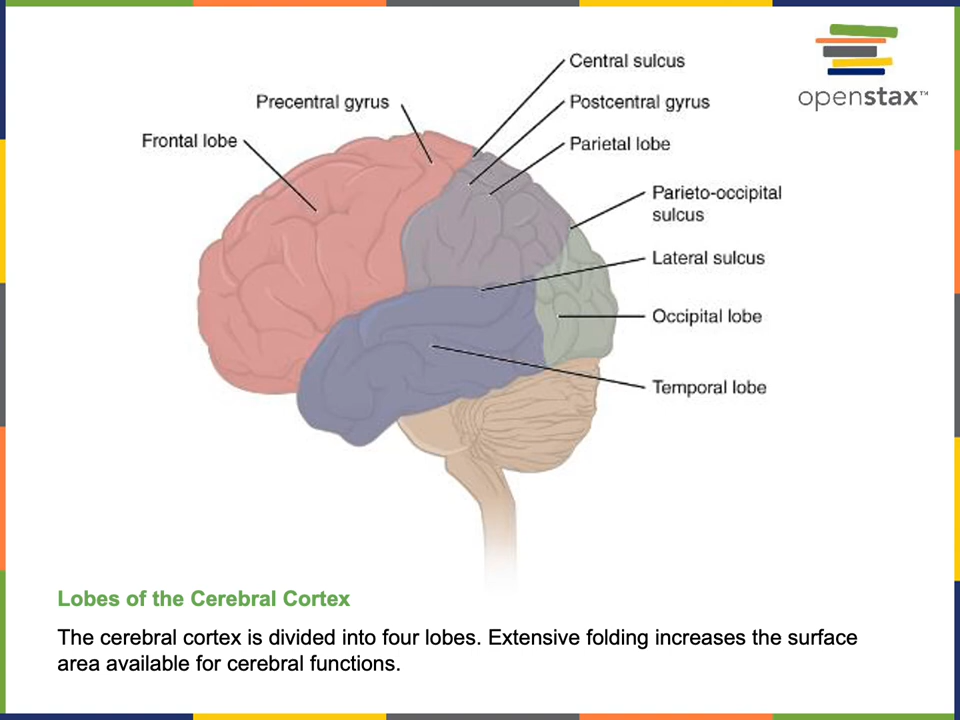 openstax™
Central sulcus
Precentral gyrus
Postcentral gyrus
Frontal lobe
Parietal lobe
Parieto-occipital
sulcus
Lateral sulcus
Occipital lobe
Temporal lobe
Lobes of the Cerebral Cortex
The cerebral cortex is divided into four lobes. Extensive folding increases the surface
area available for cerebral functions.